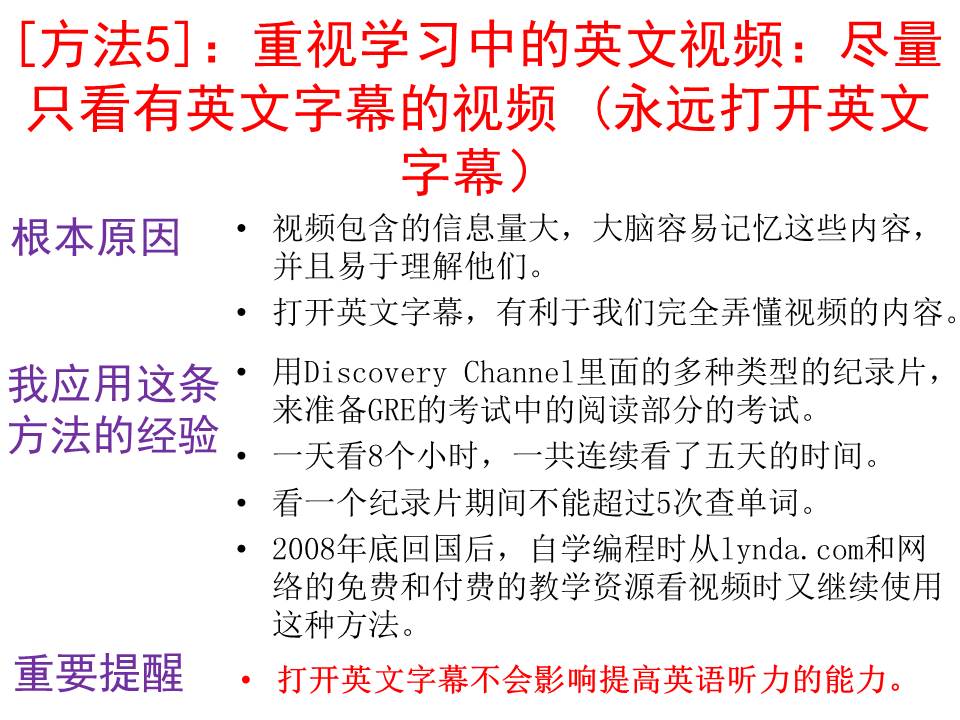 [方法5]：重视学习中的英文视频：尽量
只看有英文字幕的视频 (永远打开英文
字幕）
根本原因
• 视频包含的信息量大，大脑容易记忆这些内容，
并且易于理解他们。
• 打开英文字幕，有利于我们完全弄懂视频的内容。
我应用这条
方法的经验
• 用Discovery Channel里面的多种类型的纪录片，
来准备GRE的考试中的阅读部分的考试。
• 一天看8个小时，一共连续看了五天的时间。
• 看一个纪录片期间不能超过5次查单词。
• 2008年底回国后，自学编程时从lynda.com和网
络的免费和付费的教学资源看视频时又继续使用
这种方法。
重要提醒
• 打开英文字幕不会影响提高英语听力的能力。